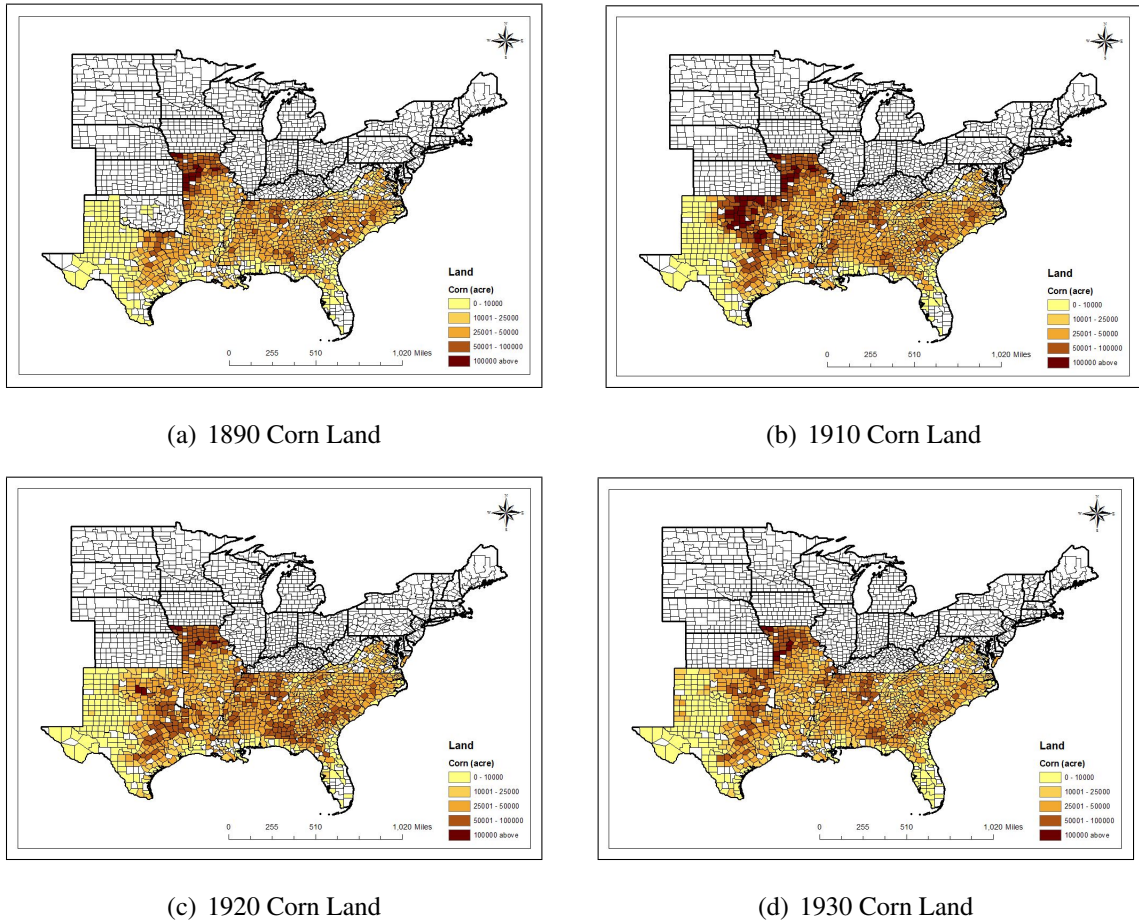 Land
Corn (acre)
0 - 10000
10001 - 25000
25001 - 50000
50001 - 100000
100000 above
0 255 510 1,020 Miles
(a) 1890 Corn Land
Land
Corn (acre)
0 - 10000
10001 - 25000
25001 - 50000
50001 - 100000
100000 above
0 255 510 1,020 Miles
(b) 1910 Corn Land
Land
Corn (acre)
0 - 10000
10001 - 25000
25001 - 50000
50001 - 100000
100000 above
0 255 510 1,020 Miles
(c) 1920 Corn Land
Land
Corn (acre)
0 - 10000
10001 - 25000
25001 - 50000
50001 - 100000
100000 above
0 255 510 1,020 Miles
(d) 1930 Corn Land